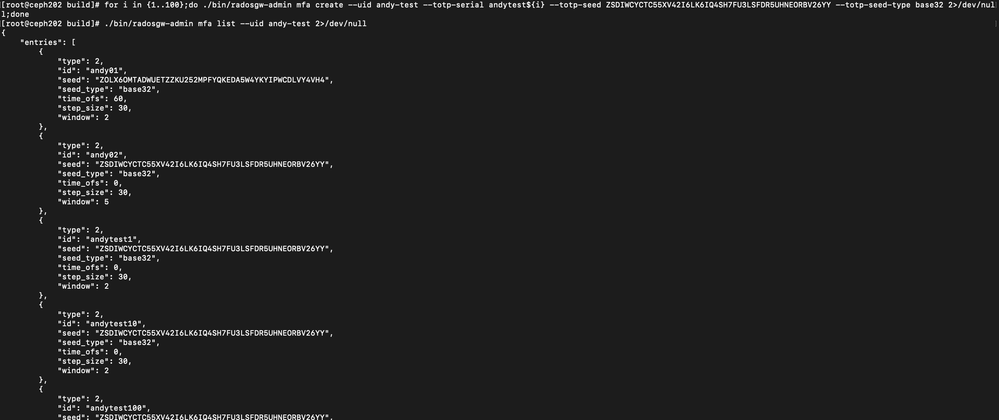 [root@ceph202 build]# for i in {1..100};do ./bin/radosgw-admin mfa create --uid andy-test --totp-serial andytest${i} --totp-seed ZSDIWCYCTC55XV42I6LK6IQ4SH7FU3LSFDR5UHNEORBV26YY --totp-seed-type base32 2>/dev/nul
l;done
[root@ceph202 build]# ./bin/radosgw-admin mfa list --uid andy-test 2>/dev/null
{
    "entries": [
        {
            "type": 2,
            "id": "andy01",
            "seed": "ZOLX6OMTADWUETZZKU252MPFYQKEDA5W4YKYIPWCDLVY4VH4",
            "seed_type": "base32",
            "time_ofs": 60,
            "step_size": 30,
            "window": 2
        },
        {
            "type": 2,
            "id": "andy02",
            "seed": "ZSDIWCYCTC55XV42I6LK6IQ4SH7FU3LSFDR5UHNEORBV26YY",
            "seed_type": "base32",
            "time_ofs": 0,
            "step_size": 30,
            "window": 5
        },
        {
            "type": 2,
            "id": "andytest1",
            "seed": "ZSDIWCYCTC55XV42I6LK6IQ4SH7FU3LSFDR5UHNEORBV26YY",
            "seed_type": "base32",
            "time_ofs": 0,
            "step_size": 30,
            "window": 2
        },
        {
            "type": 2,
            "id": "andytest10",
            "seed": "ZSDIWCYCTC55XV42I6LK6IQ4SH7FU3LSFDR5UHNEORBV26YY",
            "seed_type": "base32",
            "time_ofs": 0,
            "step_size": 30,
            "window": 2
        },
        {
            "type": 2,
            "id": "andytest100",
            "seed": "ZSDIWCYCTC55XV42I6LK6IQ4SH7FU3LSFDR5UHNEORBV26YY",